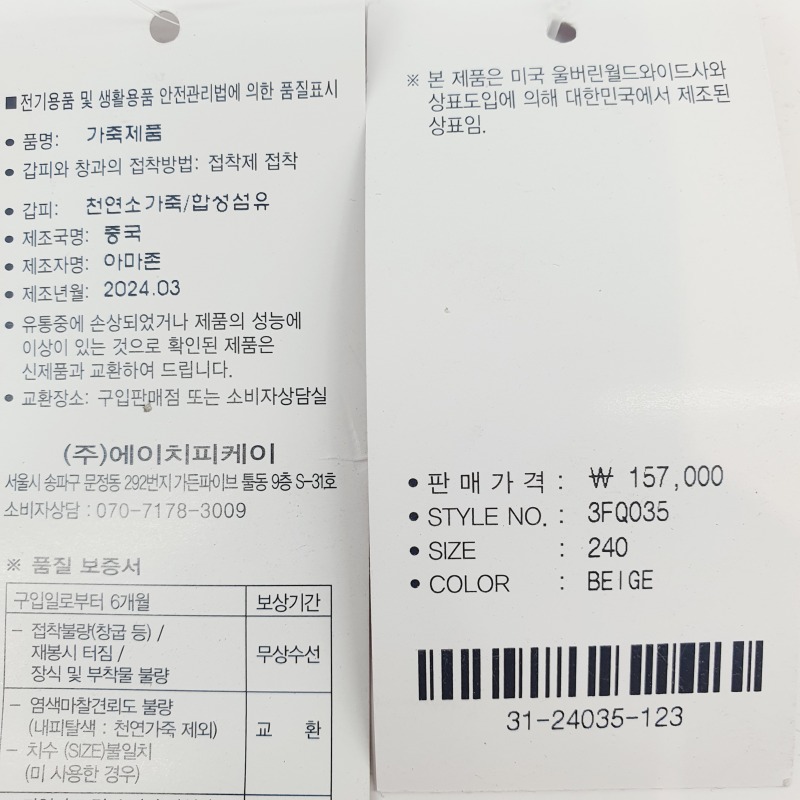 ■ 전기용품 및 생활용품 안전관리법에 의한 품질표시
● 품명: 가죽제품
● 갑피와 창과의 접착방법: 접착제 접착
● 갑피: 천연소가죽/합성섬유
● 제조국명: 중국
● 제조자명: 아마존
● 제조년월: 2024.03
● 유통중에 손상되었거나 제품의 성능에
이상이 있는 것으로 확인된 제품은
신제품과 교환하여 드립니다.
● 교환장소: 구입판매점 또는 소비자상담실
(주)에이치피케이
서울시 송파구 문정동 292번지 가든파이브 툴동 9층 S-31호
소비자상담 : 070-7178-3009
※ 품질 보증서
구입일로부터 6개월 보상기간
- 접착불량(창굽 등) /
재봉시 터짐 /
장식 및 부착물 불량
무상수선
- 염색마찰견뢰도 불량
(내피탈색 : 천연가죽 제외)
- 치수 (SIZE)불일치
(미 사용한 경우)
교 환
※ 본 제품은 미국 울버린월드와이드사와
상표도입에 의해 대한민국에서 제조된
상표임.
● 판매가격 : ₩ 157,000
● STYLE NO. : 3FQ035
● SIZE : 240
● COLOR : BEIGE
31-24035-123